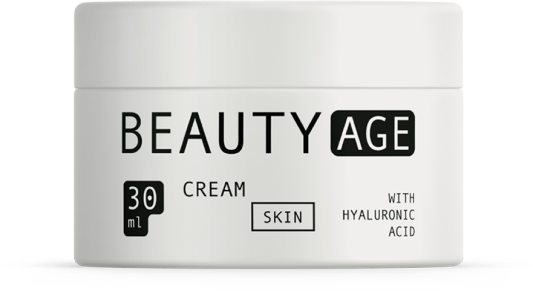 BEAUTY AGE
30 ml
CREAM
SKIN
WITH
HYALURONIC
ACID